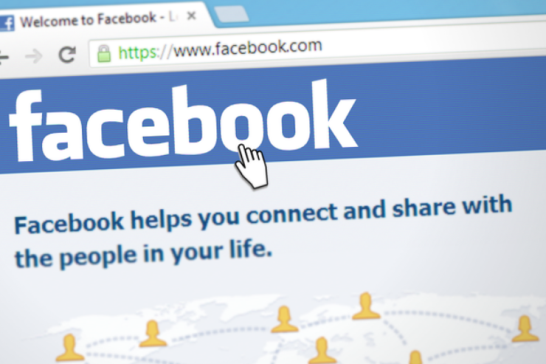 Welcome to Facebook - L
https://www.facebook.com
facebook
Facebook helps you connect and share with
the people in your life.